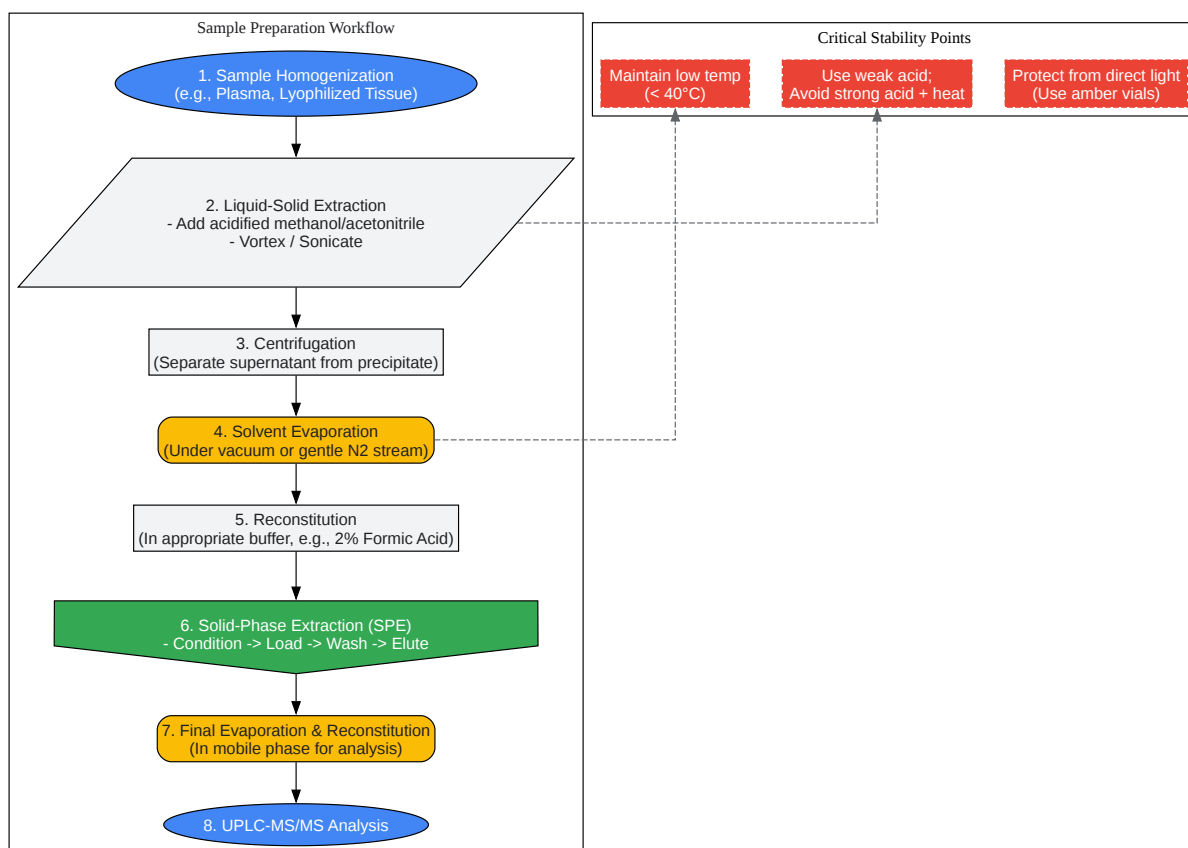 Sample Preparation Workflow
1. Sample Homogenization
(e.g., Plasma, Lyophilized Tissue)
2. Liquid-Solid Extraction
- Add acidified methanol/acetonitrile
- Vortex / Sonicate
3. Centrifugation
(Separate supernatant from precipitate)
4. Solvent Evaporation
(Under vacuum or gentle N2 stream)
5. Reconstitution
(In appropriate buffer, e.g., 2% Formic Acid)
6. Solid-Phase Extraction (SPE)
- Condition -> Load -> Wash -> Elute
7. Final Evaporation & Reconstitution
(In mobile phase for analysis)
8. UPLC-MS/MS Analysis
Critical Stability Points
Maintain low temp
(< 40°C)
Use weak acid;
Avoid strong acid + heat
Protect from direct light
(Use amber vials)